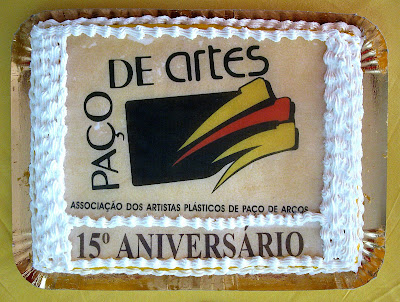 PAÇO
DE artes
ASSOCIAÇÃO DOS ARTISTAS PLÁSTICOS DE PAÇO DE ARCOS
15º ANIVERSÁRIO